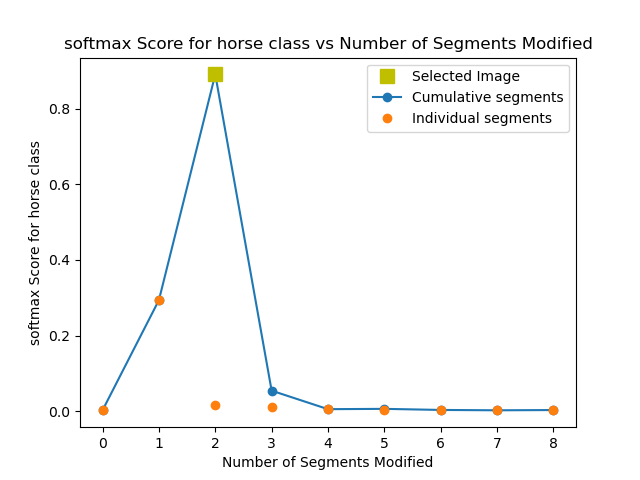 softmax Score for horse class vs Number of Segments Modified
Selected Image
Cumulative segments
Individual segments
softmax Score for horse class
0.8
0.6
0.4
0.2
0.0
0 1 2 3 4 5 6 7 8
Number of Segments Modified